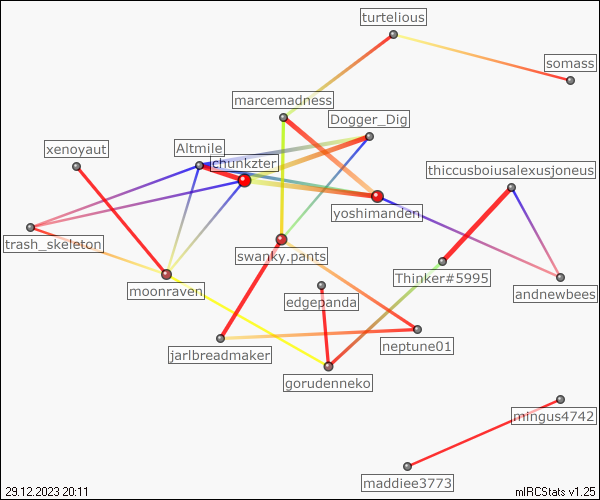 turtelious
somass
marcemadness
Dogger_Dig
Altmile
xenoyaut
chunkzter
thiccusboiusalexusjoneus
yoshimanden
trash_skeleton
swanky.pants
Thinker#5995
moonraven
andnewbees
edgepanda
neptune01
jarlbreadmaker
gorudenneko
mingus4742
maddiee3773
29.12.2023 20:11
mIRCStats v1.25